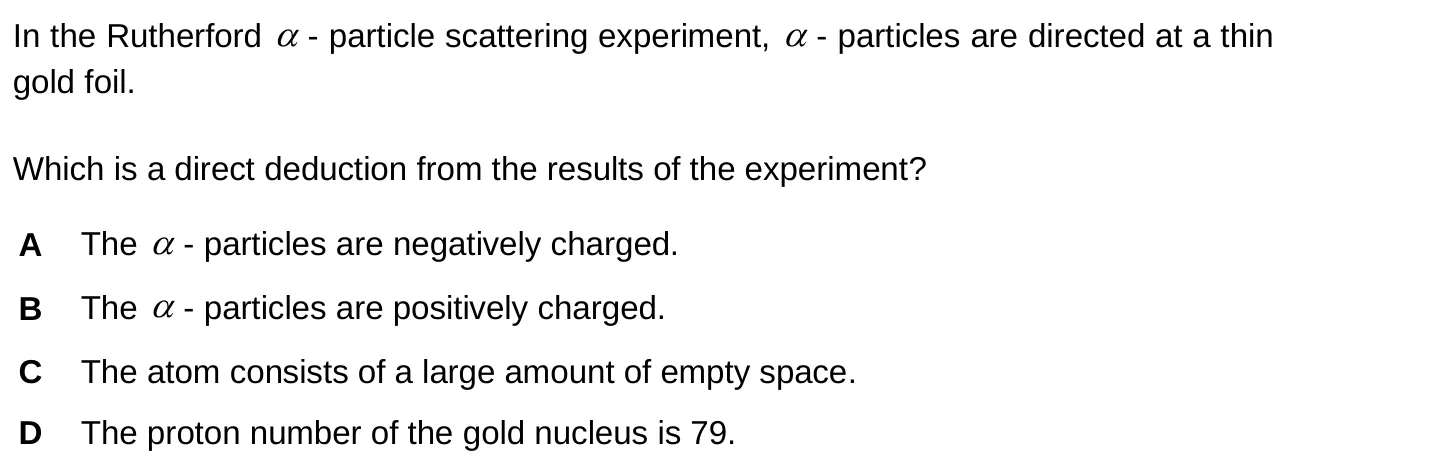 In the Rutherford α - particle scattering experiment, α - particles are directed at a thin
gold foil.
Which is a direct deduction from the results of the experiment?
A The α - particles are negatively charged.
B The α - particles are positively charged.
C The atom consists of a large amount of empty space.
D The proton number of the gold nucleus is 79.